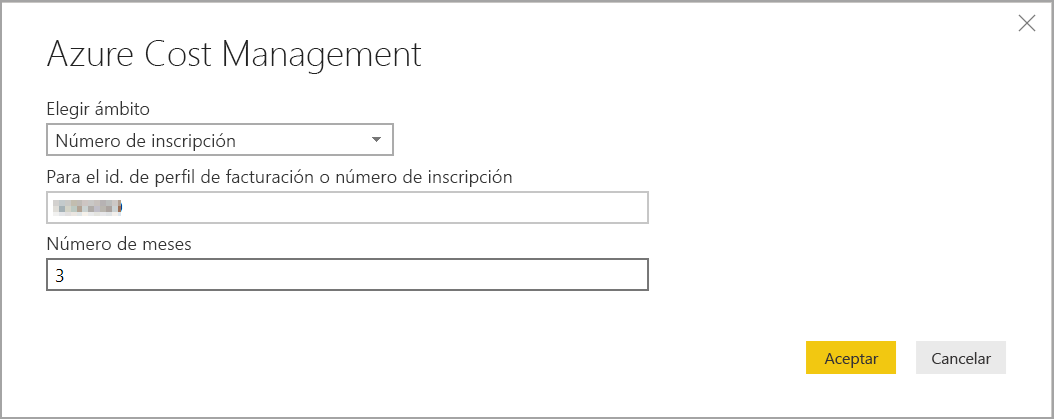 Azure Cost Management
Elegir ámbito
Número de inscripción
Para el id. de perfil de facturación o número de inscripción
Número de meses
3
Aceptar
Cancelar